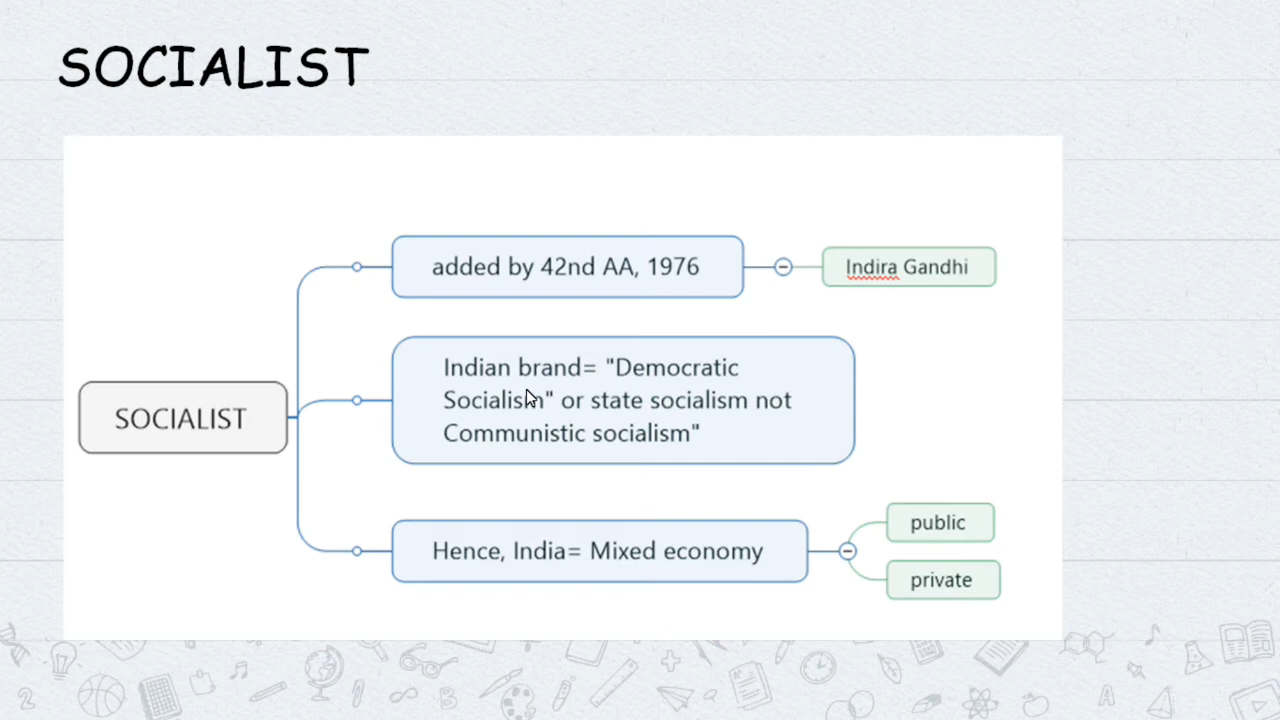 SOCIALIST
added by 42nd AA, 1976
Indira Gandhi
Indian brand= "Democratic
Socialism" or state socialism not
Communistic socialism"
SOCIALIST
Hence, India= Mixed economy
public
private